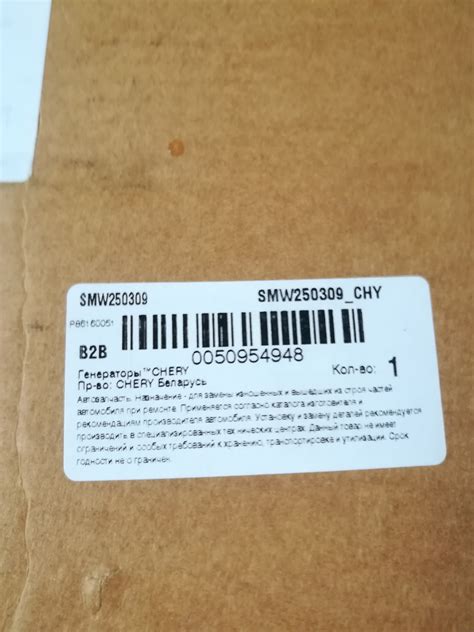 SMW250309 SMW250309_CHY
P86160051
B2B 0050954948
Генераторы™CHERY Кол-во: 1
Пр-во: CHERY Беларусь
Автозапчасть. Назначение - для замены изношенных и вышедших из строя частей
автомобиля при ремонте. Применяется согласно каталога изготовителя и
рекомендациям производителя автомобиля. Установку и замену деталей рекомендуется
производить в специализированных технических центрах. Данный товар не имеет
ограничений и особых требований к хранению, транспортировке и утилизации. Срок
годности не ограничен.